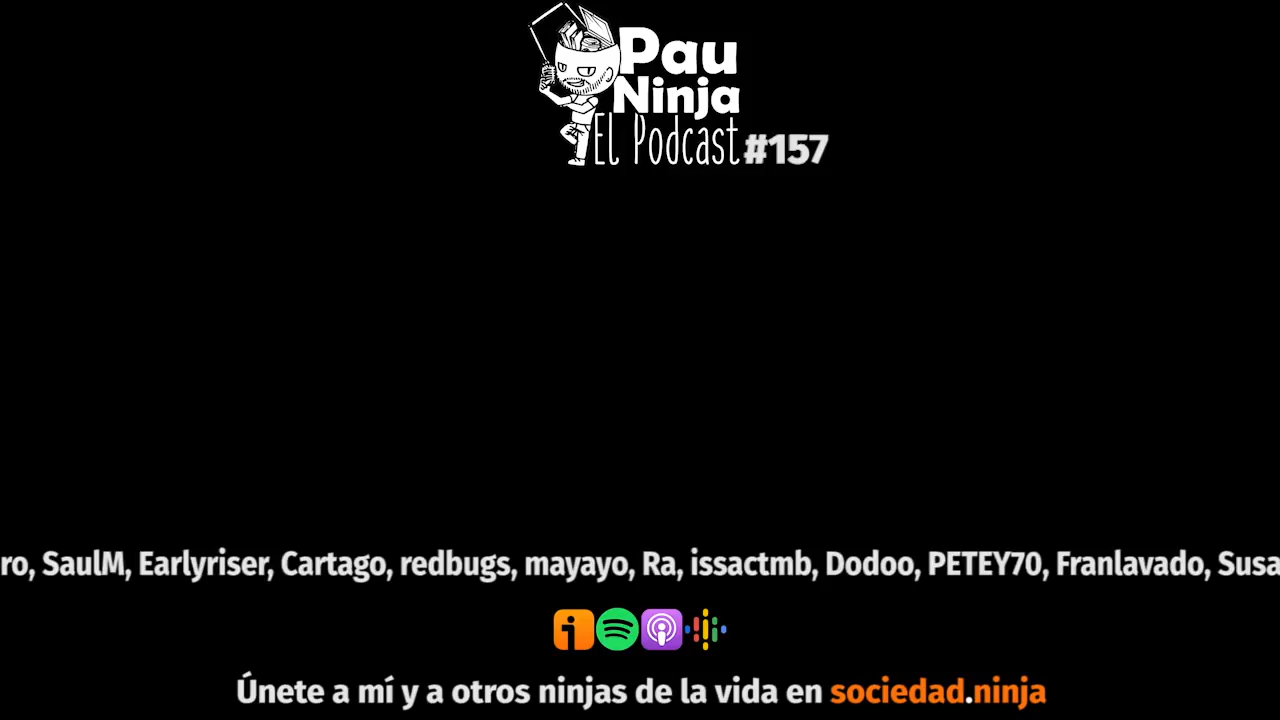 Pau
Ninja
El Podcast #157
ro, SaulM, Earlyriser, Cartago, redbugs, mayayo, Ra, issactmb, Dodoo, PETEY70, Franlavado, Susa
Únete a mí y a otros ninjas de la vida en sociedad.ninja